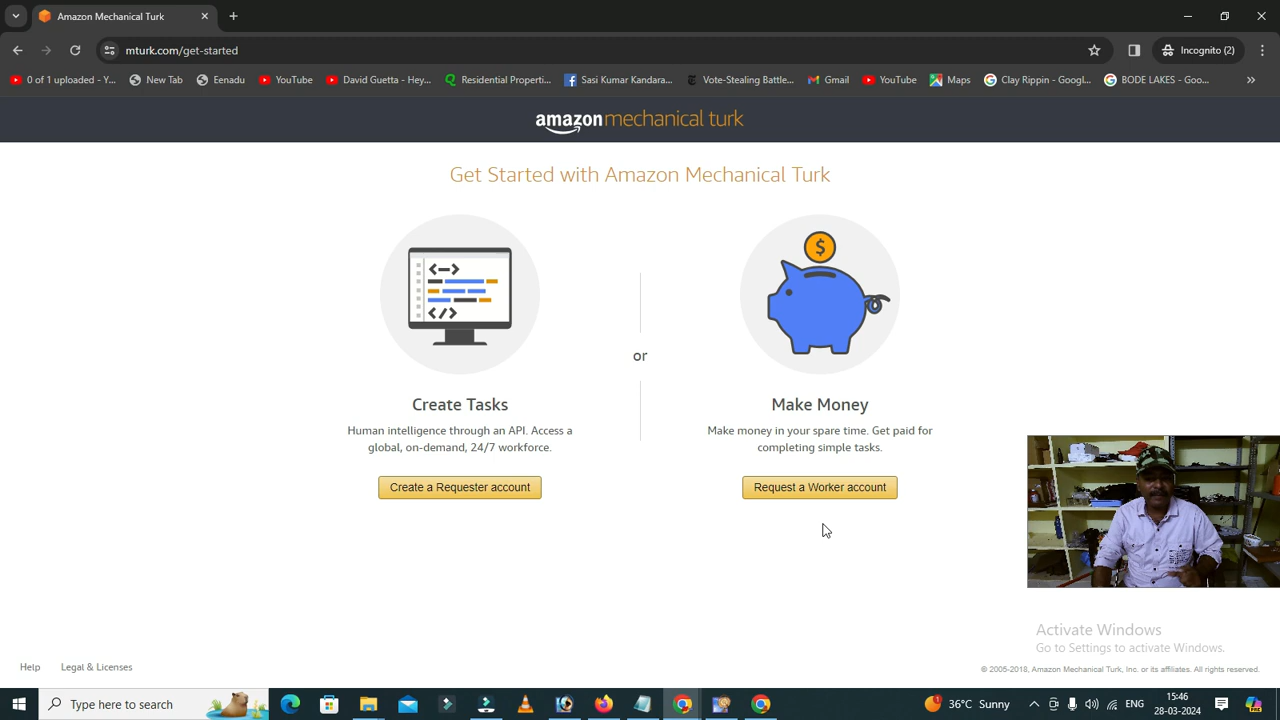 Amazon Mechanical Turk
mturk.com/get-started
Incognito (2)
0 of 1 uploaded - Y...
New Tab
Eenadu
YouTube
David Guetta - Hey...
Residential Properti...
Sasi Kumar Kandara...
Vote-Stealing Battle...
Gmail
YouTube
Maps
Clay Rippin - Googl...
BODE LAKES - Goo...
amazon mechanical turk
Get Started with Amazon Mechanical Turk
Create Tasks
Human intelligence through an API. Access a
global, on-demand, 24/7 workforce.
Create a Requester account
or
Make Money
Make money in your spare time. Get paid for
completing simple tasks.
Request a Worker account
Activate Windows
Go to Settings to activate Windows.
Help
Legal & Licenses
© 2005-2018, Amazon Mechanical Turk, Inc. or its affiliates. All rights reserved.
Type here to search
36°C Sunny
ENG
15:46
28-03-2024